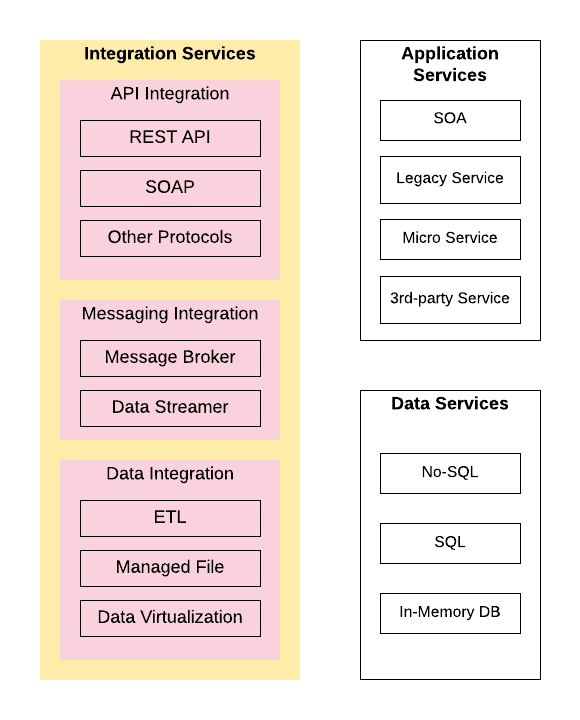 Integration Services
API Integration
REST API
SOAP
Other Protocols
Messaging Integration
Message Broker
Data Streamer
Data Integration
ETL
Managed File
Data Virtualization
Application
Services
SOA
Legacy Service
Micro Service
3rd-party Service
Data Services
No-SQL
SQL
In-Memory DB